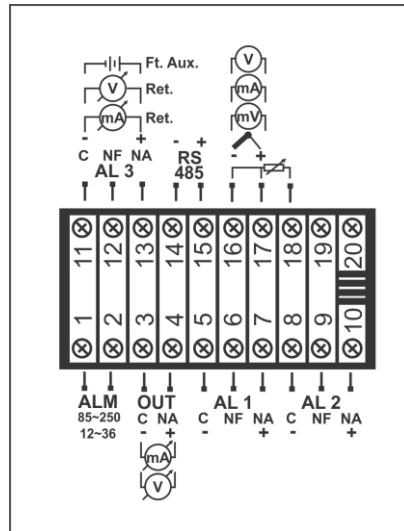 Ft. Aux.
V Ret.
mA Ret.
V
mA
mV
- +
C NF NA
AL 3
- +
RS
485
- +
11 12 13 14 15 16 17 18 19 20
1 2 3 4 5 6 7 8 9 10
ALM OUT AL 1 AL 2
85~250 C NA C NF NA C NF NA
12~36 - + - + - +
mA
V